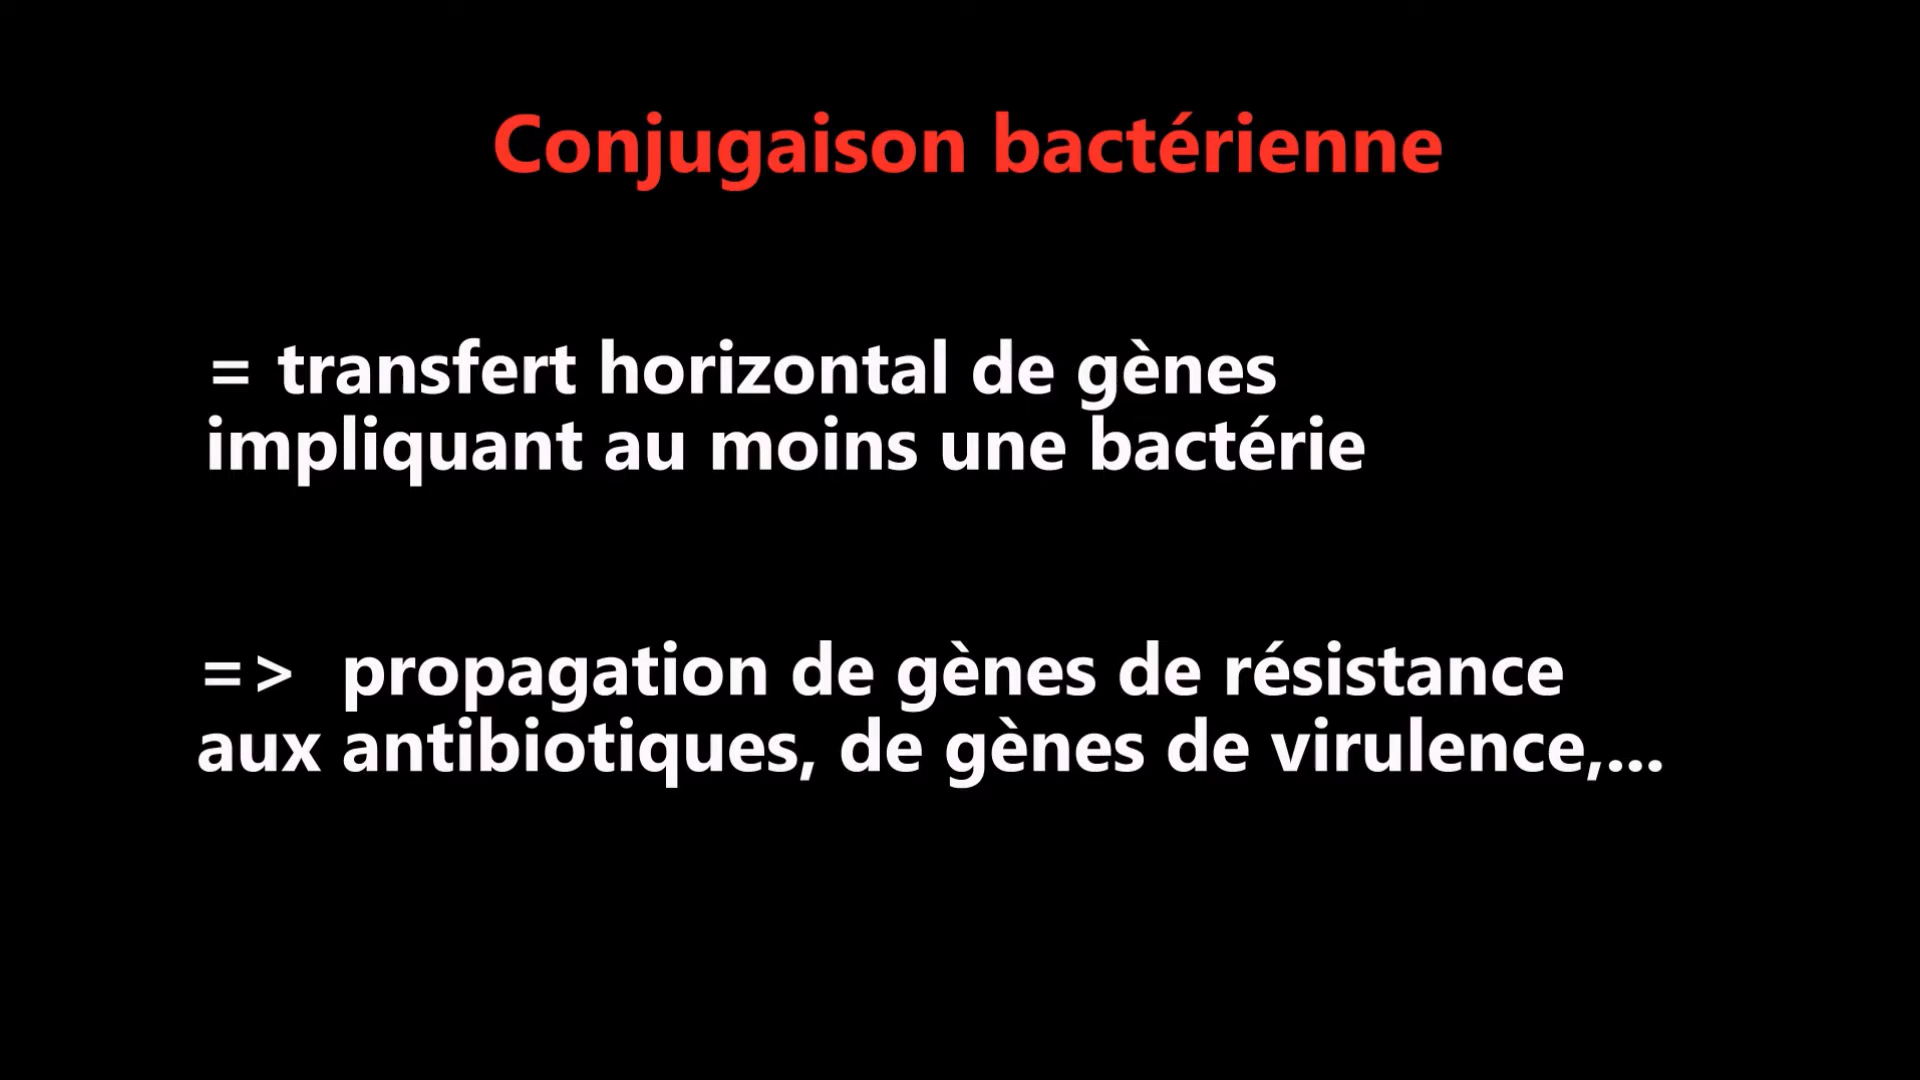 Conjugaison bactérienne
= transfert horizontal de gènes
impliquant au moins une bactérie
=> propagation de gènes de résistance
aux antibiotiques, de gènes de virulence,...